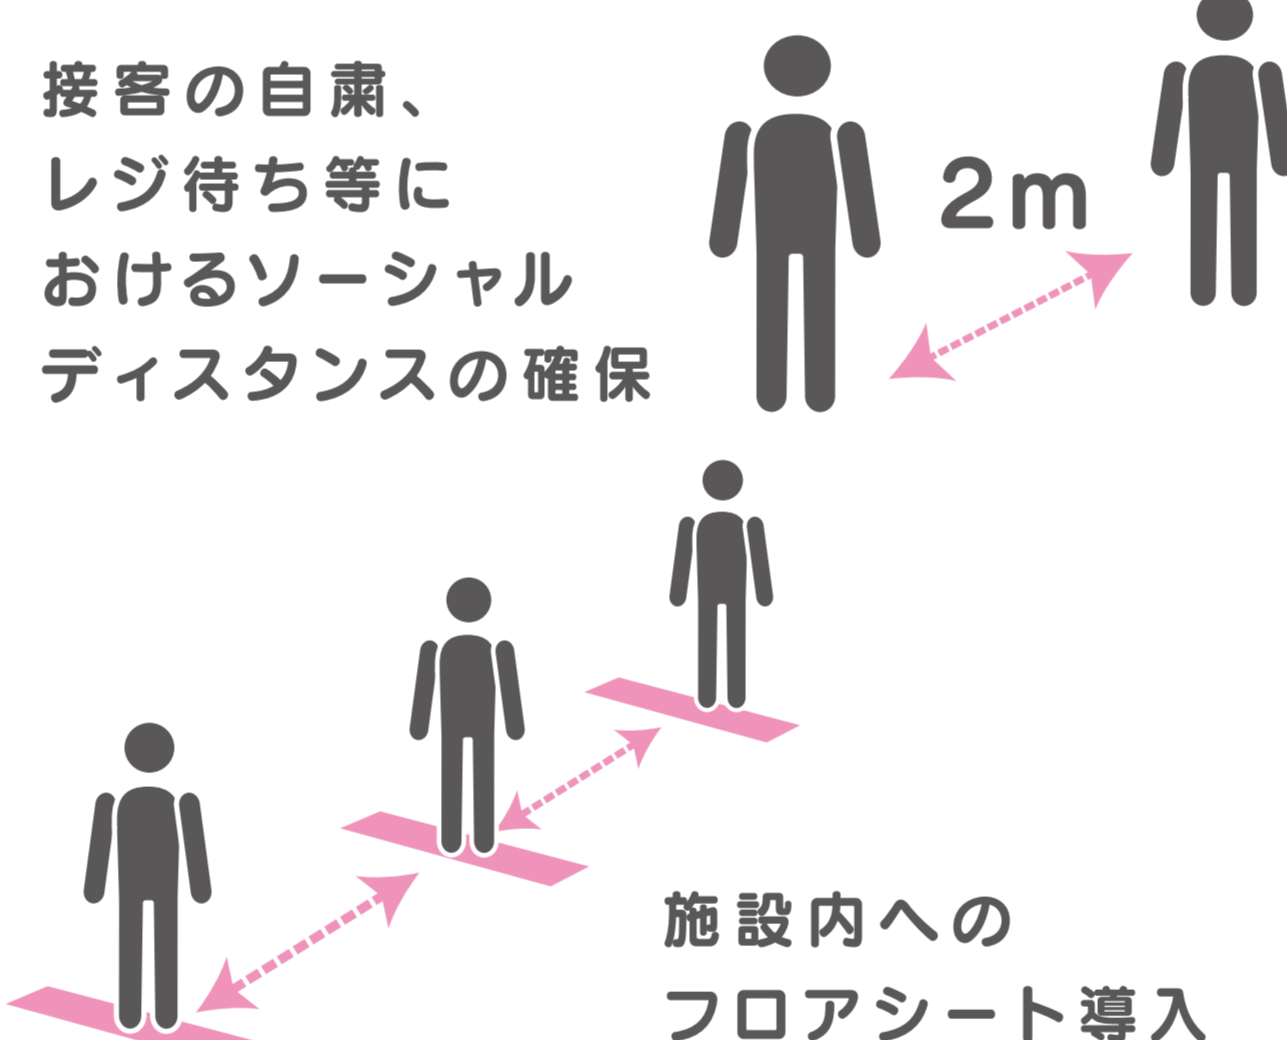 接客の自粛、
レジ待ち等に
おけるソーシャル
ディスタンスの確保
2m
施設内への
フロアシート導入